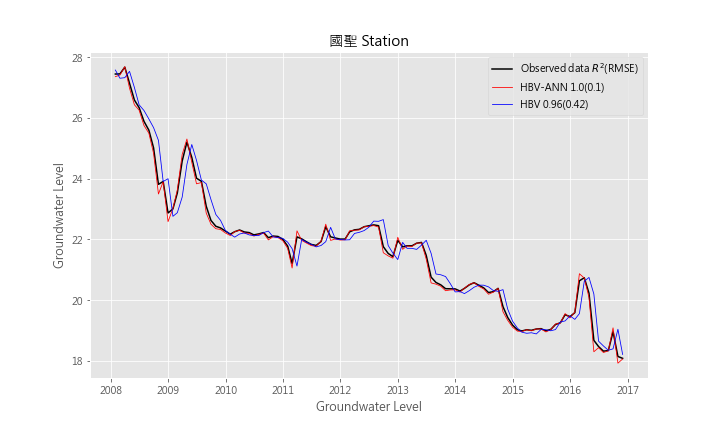 國聖 Station
Observed data R²(RMSE)
HBV-ANN 1.0(0.1)
HBV 0.96(0.42)
28
26
24
22
20
18
Groundwater Level
2008 2009 2010 2011 2012 2013 2014 2015 2016 2017
Groundwater Level